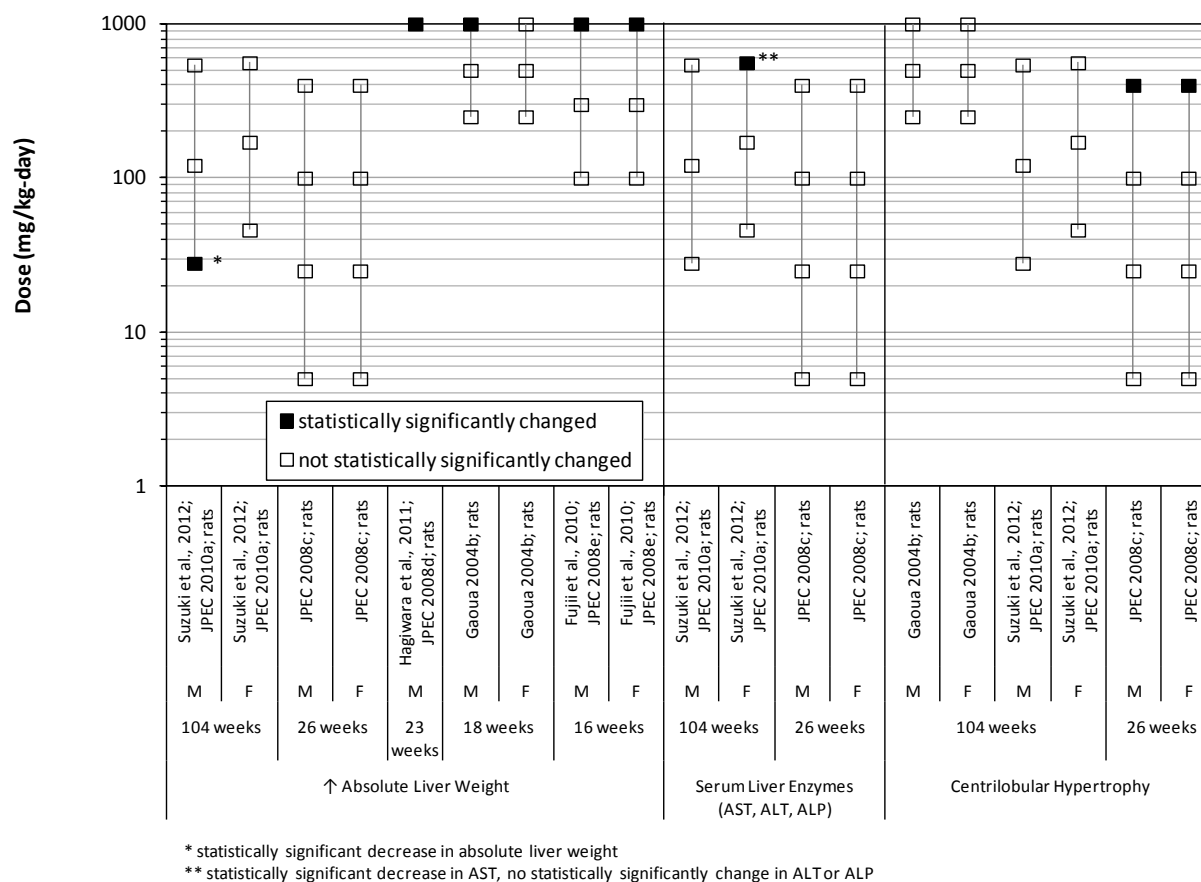 Dose (mg/kg-day)
1000
100
10
1
*
**
statistically significantly changed
not statistically significantly changed
Suzuki et al., 2012;
JPEC 2010a; rats
Suzuki et al., 2012;
JPEC 2010a; rats
JPEC 2008c; rats
JPEC 2008c; rats
Hagiwara et al., 2011;
JPEC 2008d; rats
Gaoua 2004b; rats
Gaoua 2004b; rats
Fujii et al., 2010;
JPEC 2008e; rats
Fujii et al., 2010;
JPEC 2008e; rats
Suzuki et al., 2012;
JPEC 2010a; rats
Suzuki et al., 2012;
JPEC 2010a; rats
JPEC 2008c; rats
JPEC 2008c; rats
Gaoua 2004b; rats
Gaoua 2004b; rats
Suzuki et al., 2012;
JPEC 2010a; rats
Suzuki et al., 2012;
JPEC 2010a; rats
JPEC 2008c; rats
JPEC 2008c; rats
M F M F M M F M F M F M F M F M F M F
104 weeks
26 weeks
23
weeks
18 weeks
16 weeks
104 weeks
26 weeks
104 weeks
26 weeks
↑ Absolute Liver Weight
Serum Liver Enzymes
(AST, ALT, ALP)
Centrilobular Hypertrophy
* statistically significant decrease in absolute liver weight
** statistically significant decrease in AST, no statistically significantly change in ALT or ALP